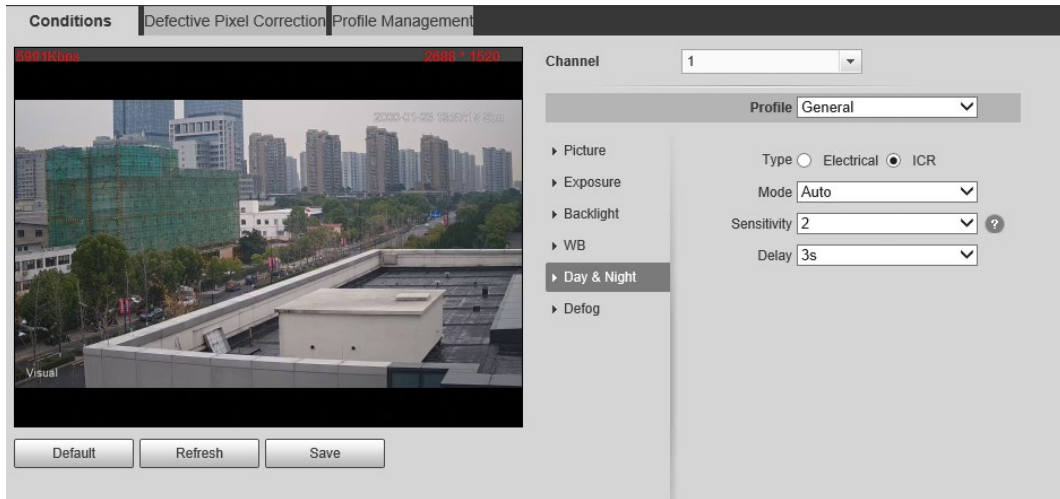 Conditions
Defective Pixel Correction
Profile Management
5991Kbps
2688 * 1520
Visual
Default
Refresh
Save
Channel
1
Profile General
Picture
Exposure
Backlight
WB
Day & Night
Defog
Type Electrical ICR
Mode Auto
Sensitivity 2
?
Delay 3s